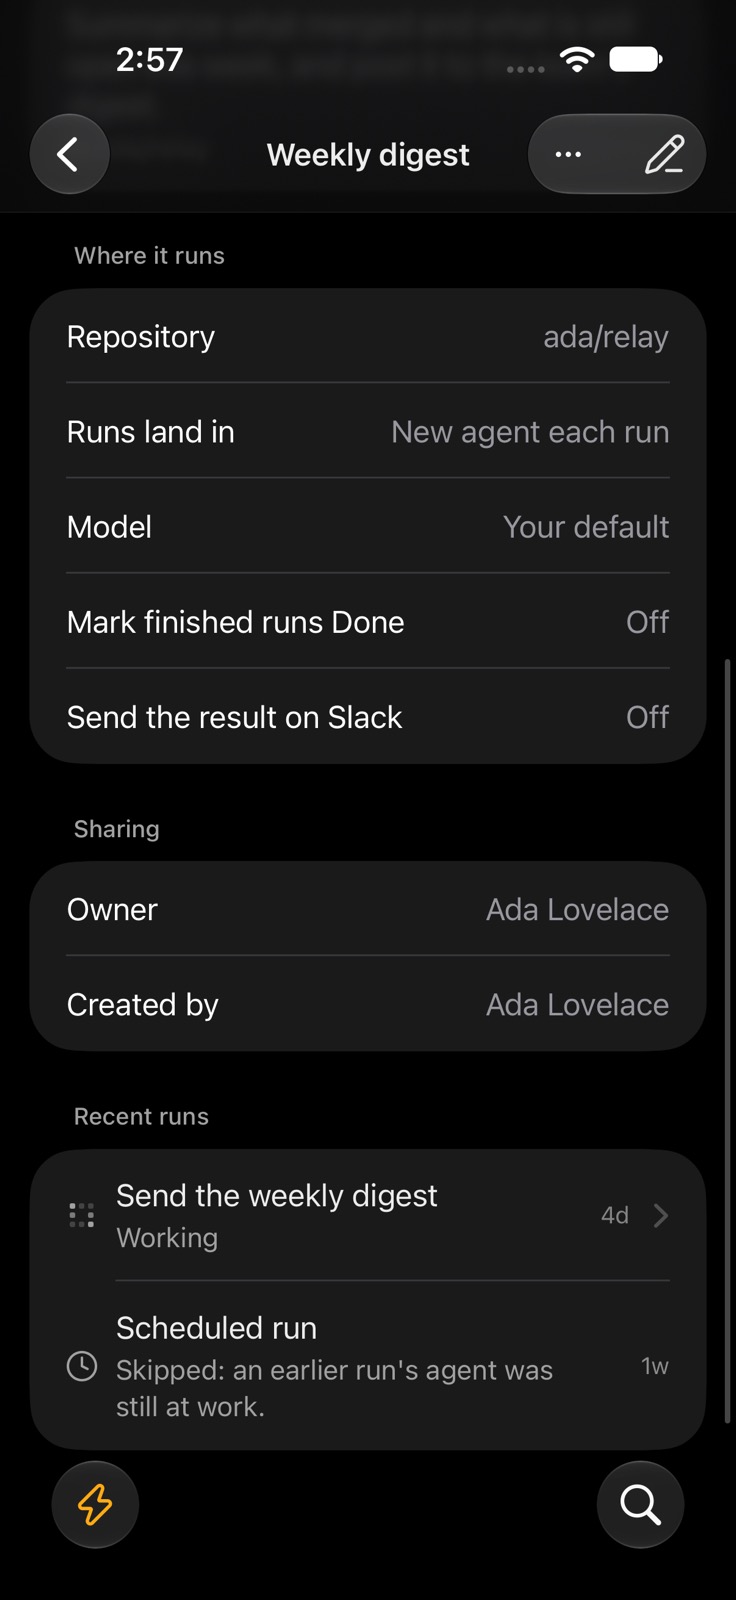 2:57
Weekly digest
Where it runs
Repository
ada/relay
Runs land in
New agent each run
Model
Your default
Mark finished runs Done
Off
Send the result on Slack
Off
Sharing
Owner
Ada Lovelace
Created by
Ada Lovelace
Recent runs
Send the weekly digest
Working
4d
Scheduled run
Skipped: an earlier run's agent was
still at work.
1w